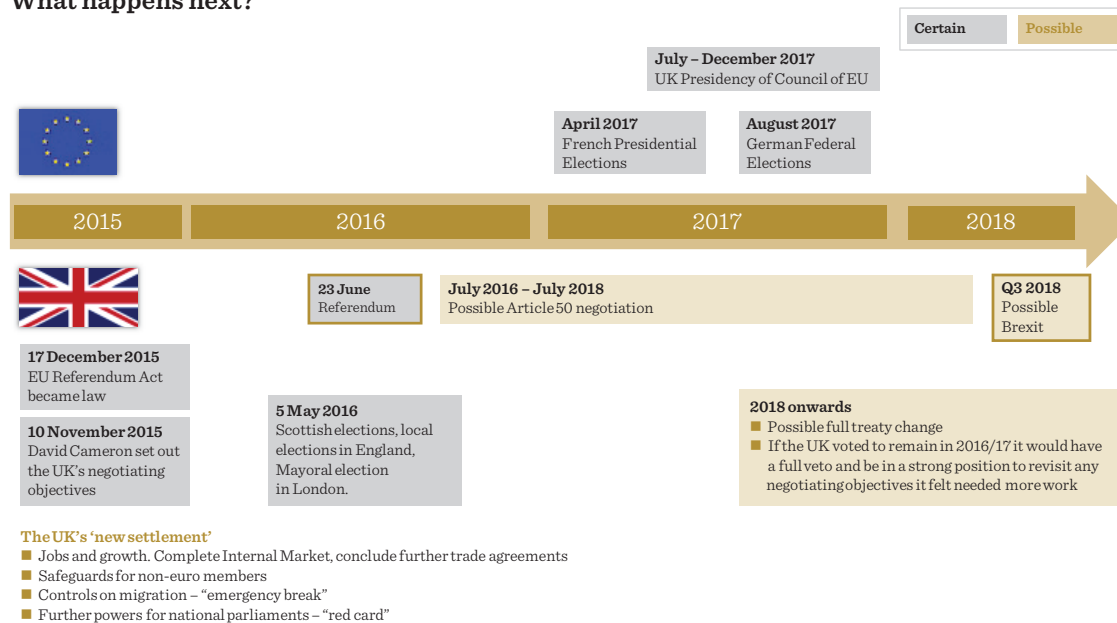 What happens next?
Certain
Possible
July – December 2017
UK Presidency of Council of EU
April 2017
French Presidential
Elections
August 2017
German Federal
Elections
2015
2016
2017
2018
23 June
Referendum
July 2016 – July 2018
Possible Article 50 negotiation
Q3 2018
Possible
Brexit
17 December 2015
EU Referendum Act
became law
10 November 2015
David Cameron set out
the UK’s negotiating
objectives
5 May 2016
Scottish elections, local
elections in England,
Mayoral election
in London.
2018 onwards
■ Possible full treaty change
■ If the UK voted to remain in 2016/17 it would have
a full veto and be in a strong position to revisit any
negotiating objectives it felt needed more work
The UK’s ‘new settlement’
■ Jobs and growth. Complete Internal Market, conclude further trade agreements
■ Safeguards for non-euro members
■ Controls on migration – “emergency break”
■ Further powers for national parliaments – “red card”